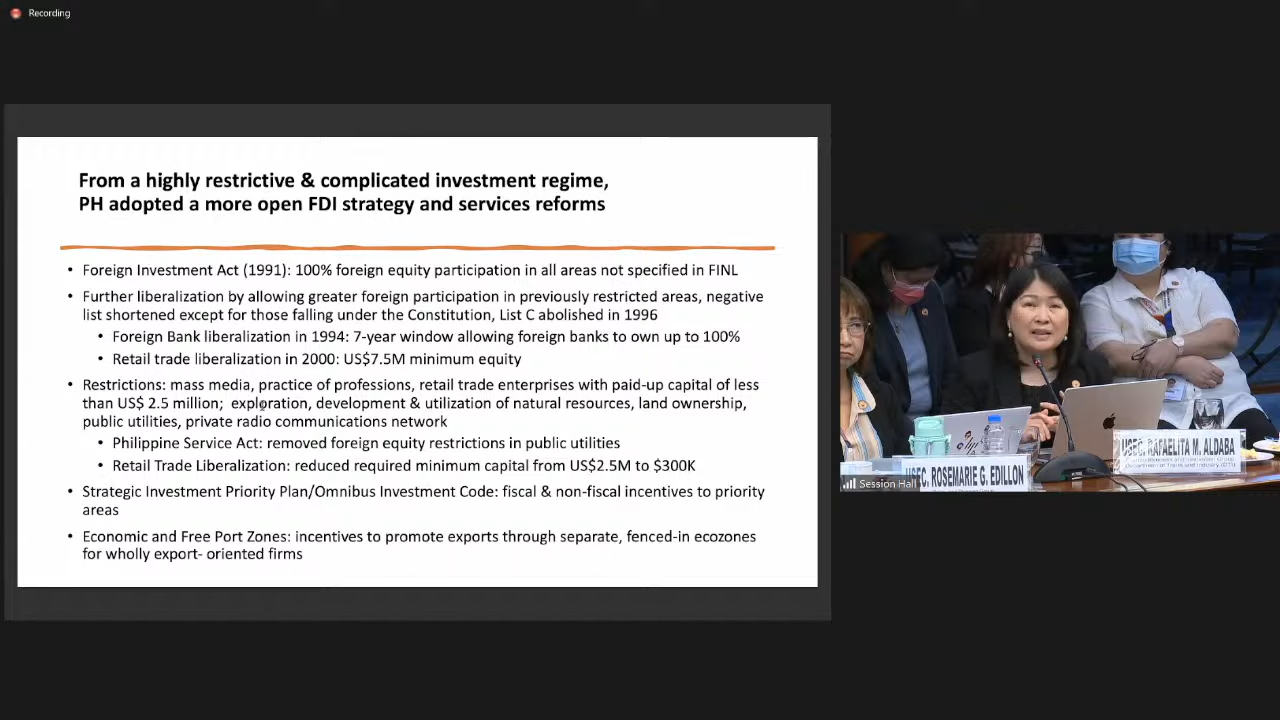 Recording
From a highly restrictive & complicated investment regime,
PH adopted a more open FDI strategy and services reforms
• Foreign Investment Act (1991): 100% foreign equity participation in all areas not specified in FINL
• Further liberalization by allowing greater foreign participation in previously restricted areas, negative
list shortened except for those falling under the Constitution, List C abolished in 1996
• Foreign Bank liberalization in 1994: 7-year window allowing foreign banks to own up to 100%
• Retail trade liberalization in 2000: US$7.5M minimum equity
• Restrictions: mass media, practice of professions, retail trade enterprises with paid-up capital of less
than US$ 2.5 million; exploration, development & utilization of natural resources, land ownership,
public utilities, private radio communications network
• Philippine Service Act: removed foreign equity restrictions in public utilities
• Retail Trade Liberalization: reduced required minimum capital from US$2.5M to $300K
• Strategic Investment Priority Plan/Omnibus Investment Code: fiscal & non-fiscal incentives to priority
areas
• Economic and Free Port Zones: incentives to promote exports through separate, fenced-in ecozones
for wholly export- oriented firms
USEC. RAFAELITA M. ALDABA
Department of Trade and Industry (DTI)
USEC. ROSEMARIE G. EDILLON
Session Hall